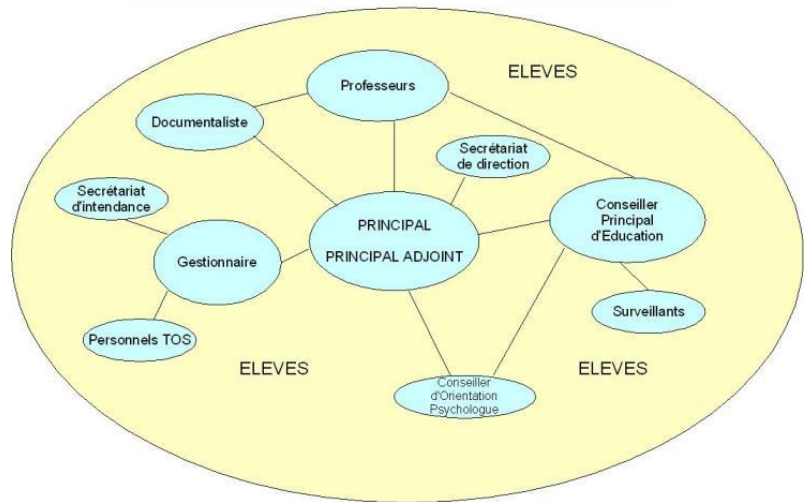 ELEVES
Professeurs
Documentaliste
Secrétariat
de direction
Secrétariat
d'intendance
PRINCIPAL
PRINCIPAL ADJOINT
Conseiller
Principal
d'Education
Gestionnaire
Surveillants
Personnels TOS
ELEVES
ELEVES
Conseiller
d'Orientation
Psychologue